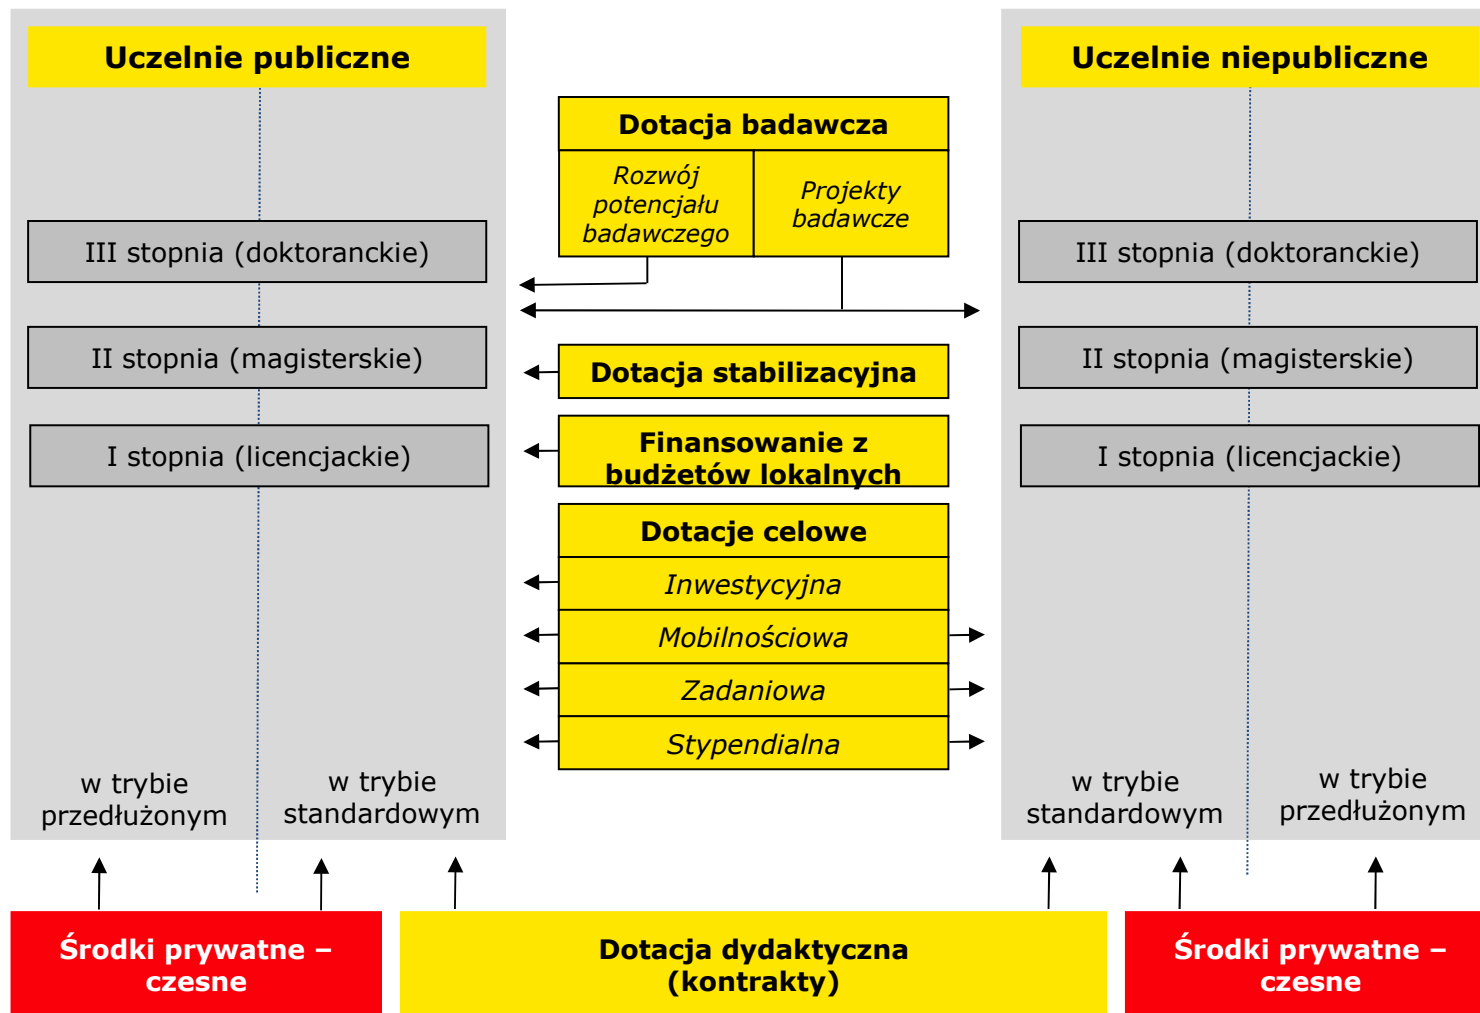 Uczelnie publiczne
III stopnia (doktoranckie)
II stopnia (magisterskie)
I stopnia (licencjackie)
w trybie
przedłużonym
w trybie
standardowym
Dotacja badawcza
Rozwój
potencjału
badawczego
Projekty
badawcze
Dotacja stabilizacyjna
Finansowanie z
budżetów lokalnych
Dotacje celowe
Inwestycyjna
Mobilnościowa
Zadaniowa
Stypendialna
Uczelnie niepubliczne
III stopnia (doktoranckie)
II stopnia (magisterskie)
I stopnia (licencjackie)
w trybie
standardowym
w trybie
przedłużonym
Środki prywatne –
czesne
Dotacja dydaktyczna
(kontrakty)
Środki prywatne –
czesne